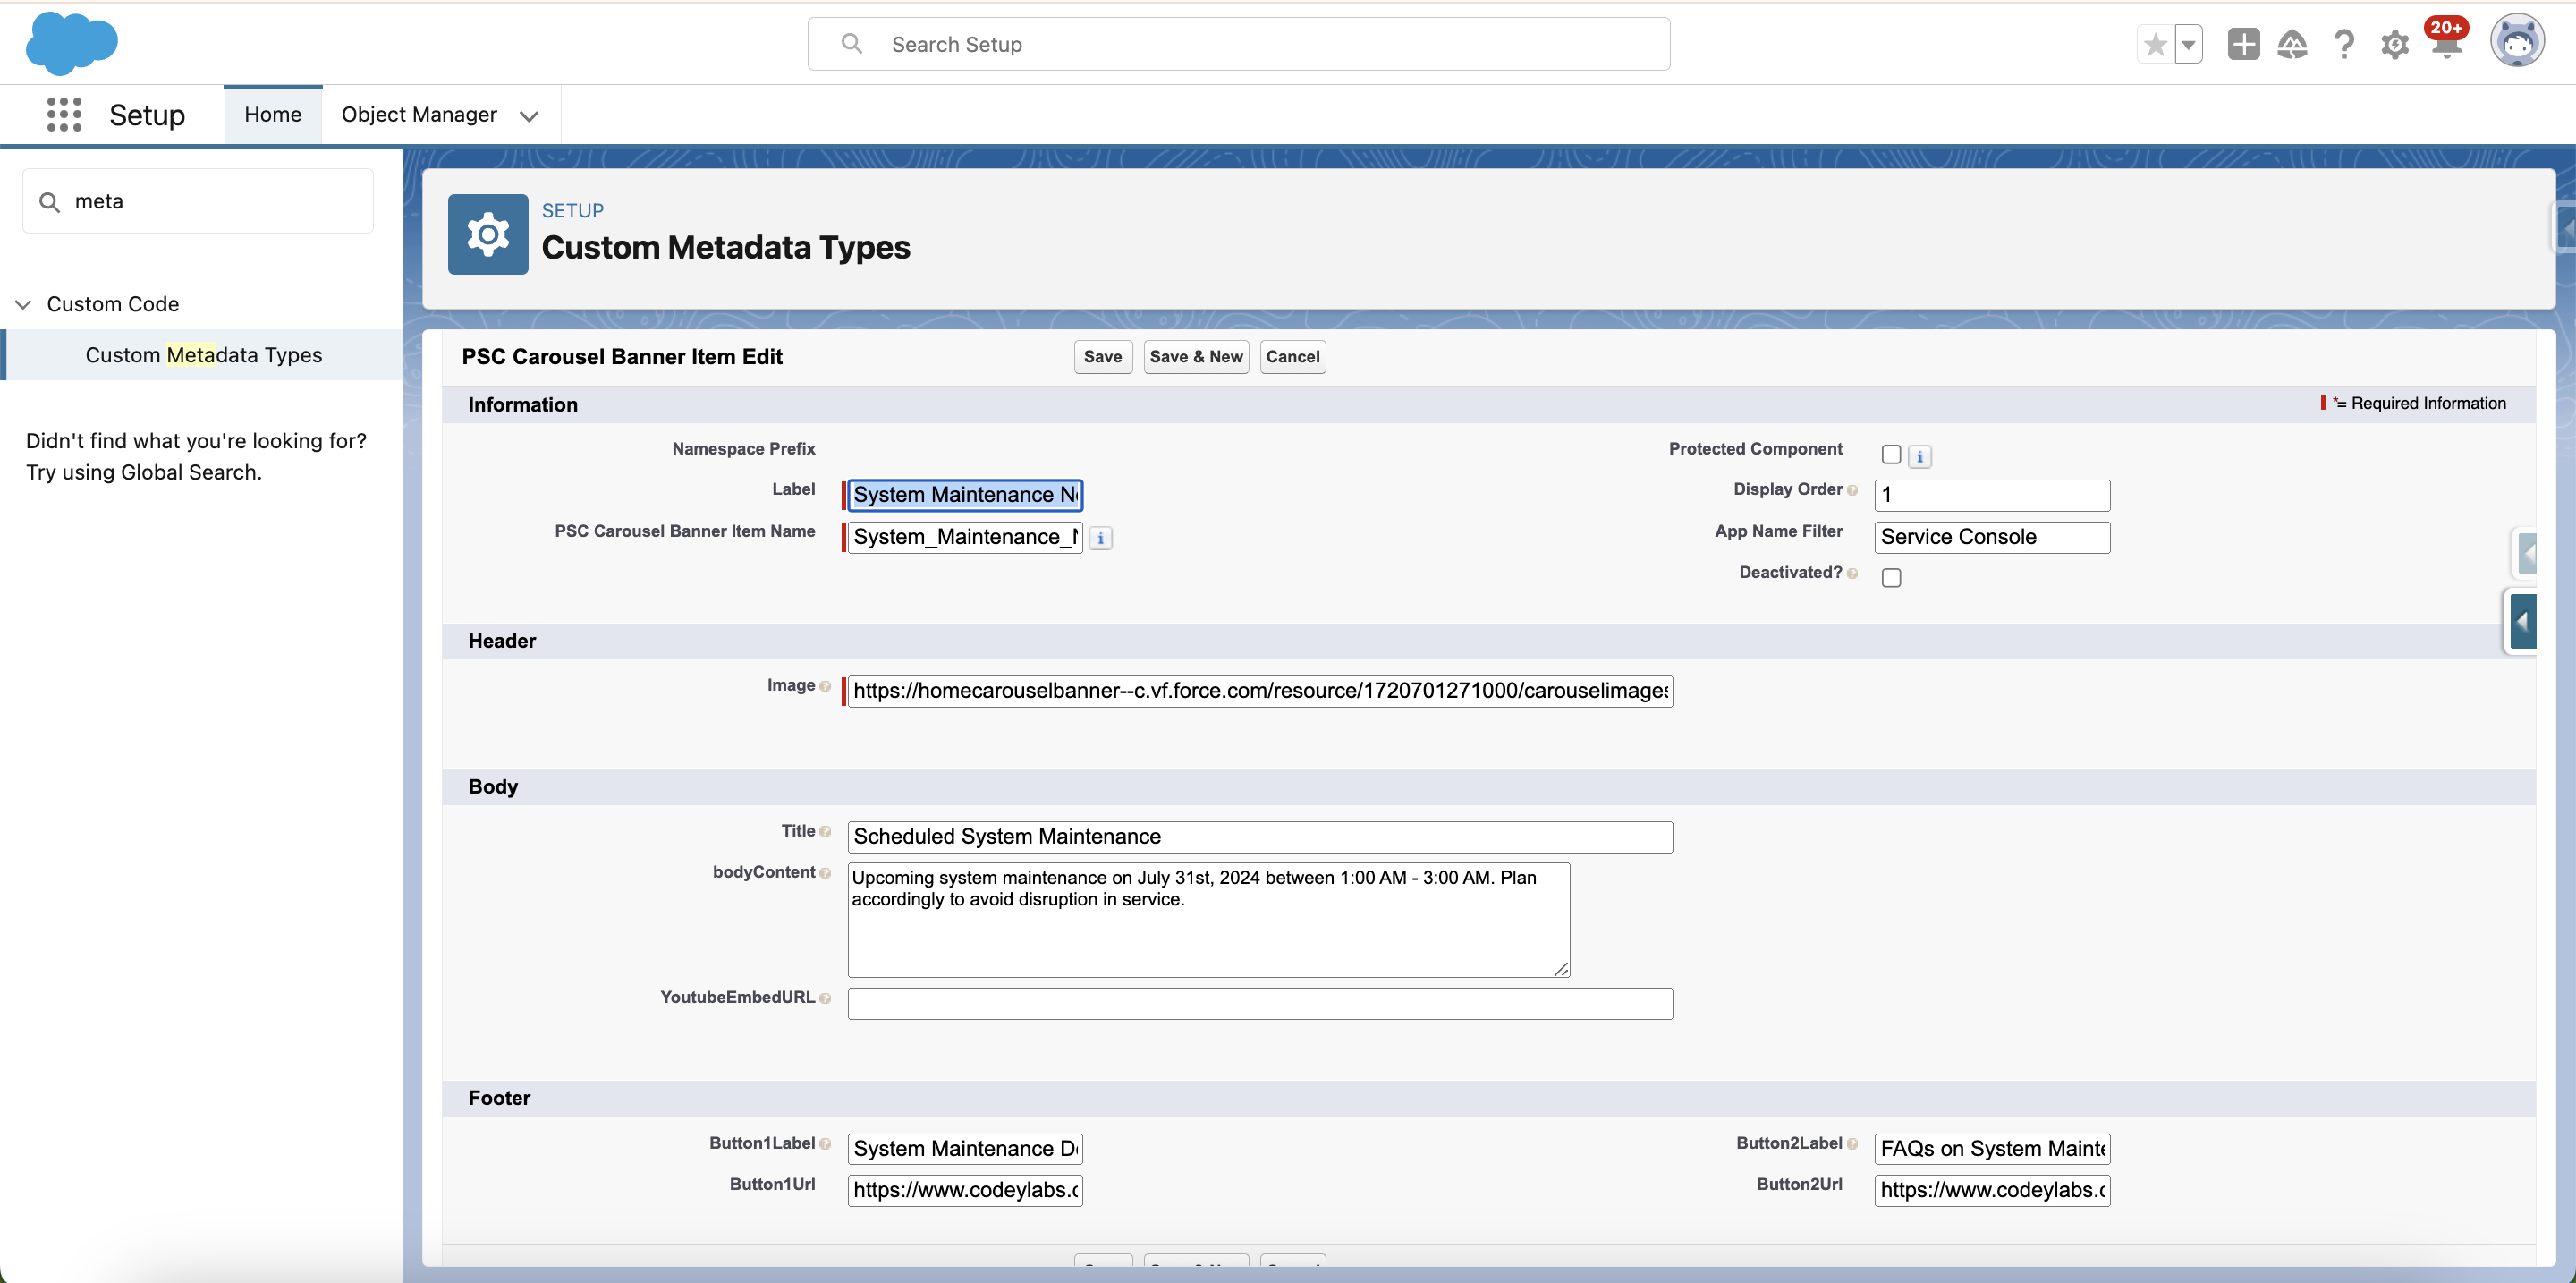 Search Setup
20+
Setup
Home
Object Manager
meta
Custom Code
Custom Metadata Types
Didn't find what you're looking for?
Try using Global Search.
SETUP
Custom Metadata Types
PSC Carousel Banner Item Edit
Save
Save & New
Cancel
Information
*= Required Information
Namespace Prefix
Protected Component
i
Label
System Maintenance
Display Order
1
PSC Carousel Banner Item Name
System_Maintenance_
i
App Name Filter
Service Console
Deactivated?
Header
Image
https://homecarouselbanner--c.vf.force.com/resource/1720701271000/carouselimages
Body
Title
Scheduled System Maintenance
bodyContent
Upcoming system maintenance on July 31st, 2024 between 1:00 AM - 3:00 AM. Plan
accordingly to avoid disruption in service.
YoutubeEmbedURL
Footer
Button1Label
System Maintenance D
Button2Label
FAQs on System Maint
Button1Url
https://www.codeylabs.c
Button2Url
https://www.codeylabs.c